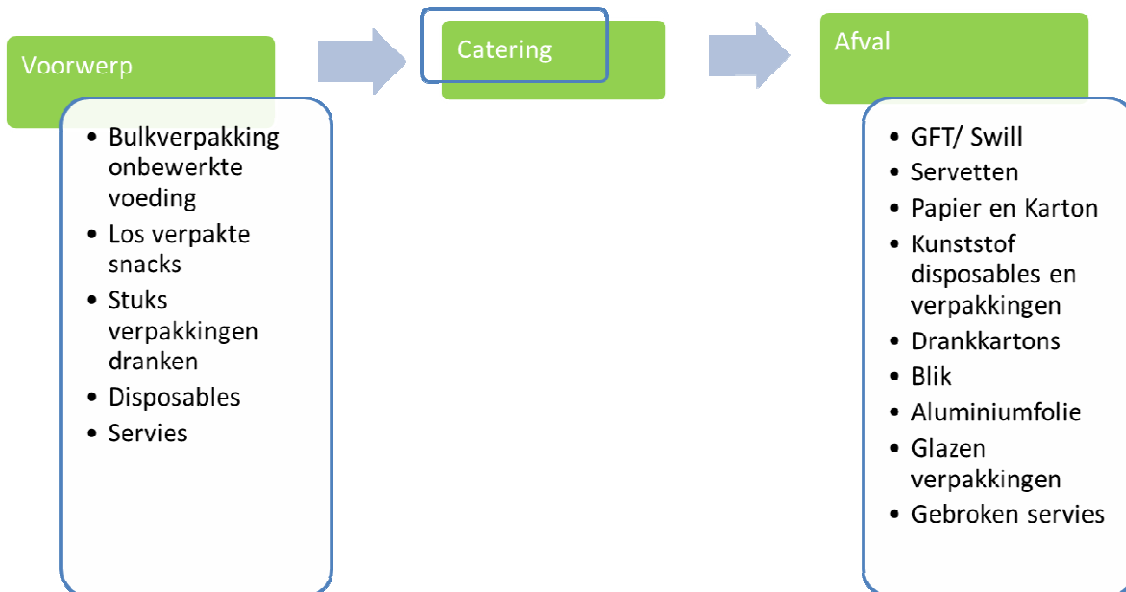 Voorwerp
• Bulkverpakking
onbewerkte
voeding
• Los verpakte
snacks
• Stuks
verpakkingen
dranken
• Disposables
• Servies
Catering
Afval
• GFT/ Swill
• Servetten
• Papier en Karton
• Kunststof
disposables en
verpakkingen
• Drankkartons
• Blik
• Aluminiumfolie
• Glazen
verpakkingen
• Gebroken servies